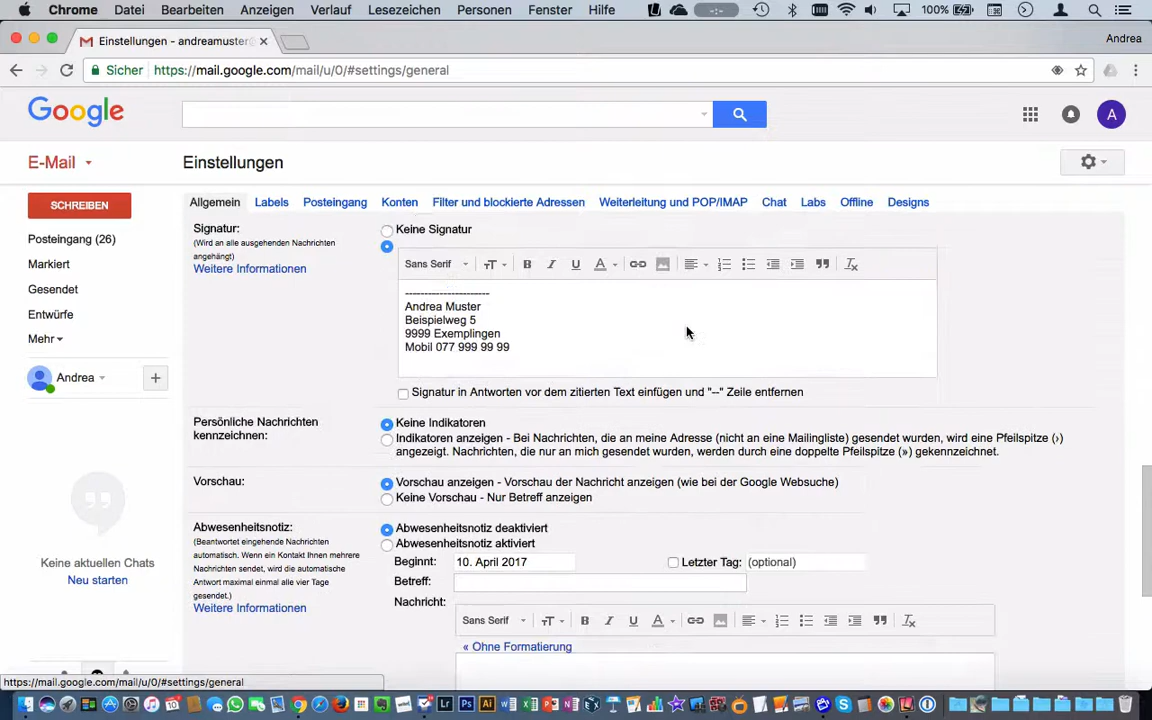 Chrome Datei Bearbeiten Anzeigen Verlauf Lesezeichen Personen Fenster Hilfe 100%
Einstellungen - andreamuster@ Andrea
Sicher https://mail.google.com/mail/u/0/#settings/general
Google A
E-Mail Einstellungen
SCHREIBEN
Posteingang (26)
Markiert
Gesendet
Entwürfe
Mehr
Andrea
Keine aktuellen Chats
Neu starten
Allgemein Labels Posteingang Konten Filter und blockierte Adressen Weiterleitung und POP/IMAP Chat Labs Offline Designs
Signatur:
(Wird an alle ausgehenden Nachrichten
angehängt)
Weitere Informationen
Keine Signatur
Sans Serif
----------------------
Andrea Muster
Beispielweg 5
9999 Exemplingen
Mobil 077 999 99 99
Signatur in Antworten vor dem zitierten Text einfügen und "--" Zeile entfernen
Persönliche Nachrichten
kennzeichnen:
Keine Indikatoren
Indikatoren anzeigen - Bei Nachrichten, die an meine Adresse (nicht an eine Mailingliste) gesendet wurden, wird eine Pfeilspitze (›)
angezeigt. Nachrichten, die nur an mich gesendet wurden, werden durch eine doppelte Pfeilspitze (») gekennzeichnet.
Vorschau:
Vorschau anzeigen - Vorschau der Nachricht anzeigen (wie bei der Google Websuche)
Keine Vorschau - Nur Betreff anzeigen
Abwesenheitsnotiz:
(Beantwortet eingehende Nachrichten
automatisch. Wenn ein Kontakt Ihnen mehrere
Nachrichten sendet, wird die automatische
Antwort maximal einmal alle vier Tage
gesendet.)
Weitere Informationen
Abwesenheitsnotiz deaktiviert
Abwesenheitsnotiz aktiviert
Beginnt: 10. April 2017 Letzter Tag: (optional)
Betreff:
Nachricht:
Sans Serif
« Ohne Formatierung
https://mail.google.com/mail/u/0/#settings/general